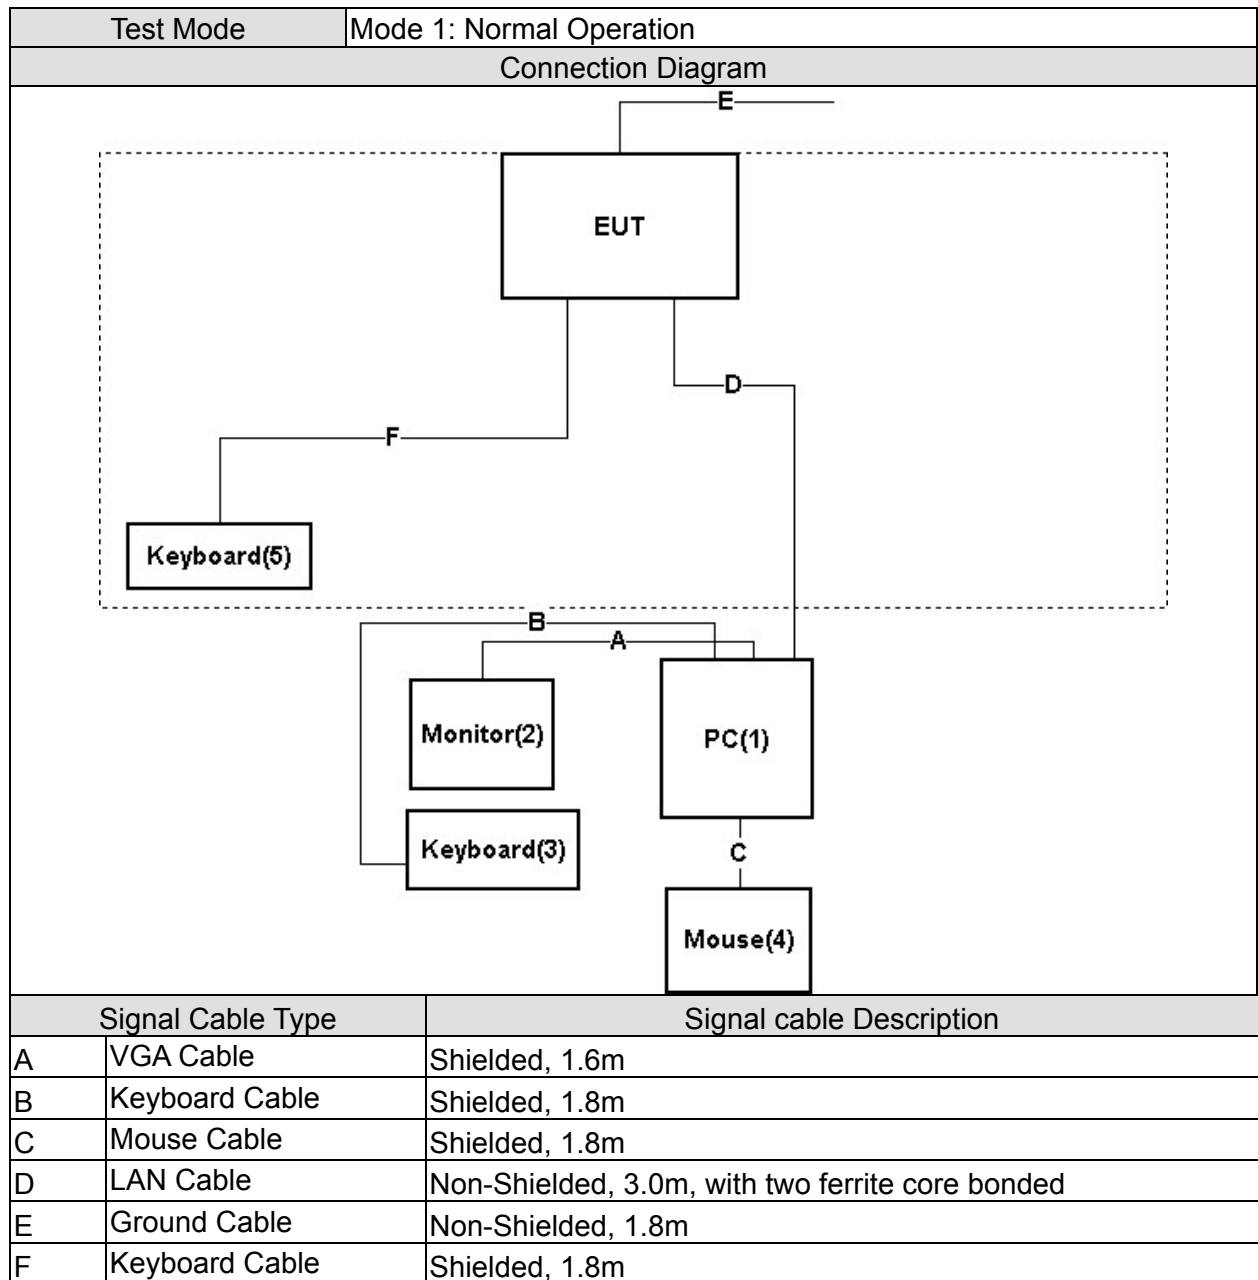 Test Mode Mode 1: Normal Operation
Connection Diagram
E
EUT
D
F
Keyboard(5)
B
A
Monitor(2)
PC(1)
Keyboard(3)
C
Mouse(4)
Signal Cable Type Signal cable Description
A VGA Cable Shielded, 1.6m
B Keyboard Cable Shielded, 1.8m
C Mouse Cable Shielded, 1.8m
D LAN Cable Non-Shielded, 3.0m, with two ferrite core bonded
E Ground Cable Non-Shielded, 1.8m
F Keyboard Cable Shielded, 1.8m